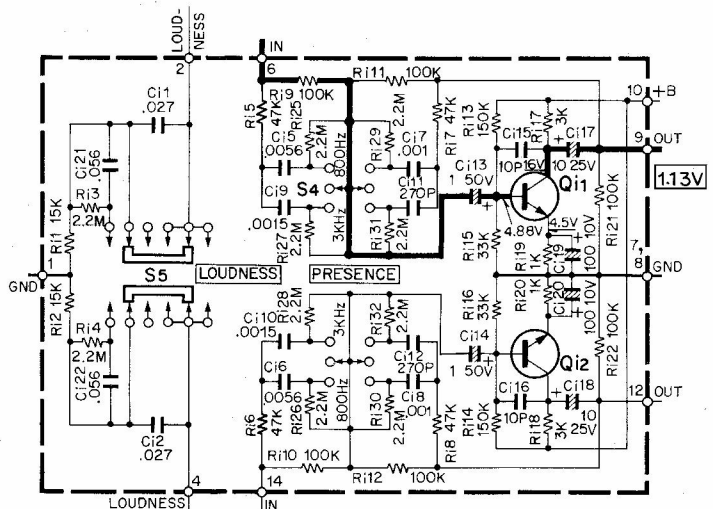 LOUD-
NESS
IN
2
6
Ri11 100K
10 +B
Ci1
.027
Ri9
100K
Ri5
47K
Ri25
2.2M
2.2M
Ri7 47K
Ri13
150K
Ri17
3K
Ci15
10P
Ci17
10 25V
9 OUT
1.13V
Ci21
.056
Ci5
.0056
800Hz
Ri29
Ci7
.001
Ci13
1 50V
16V
Qi1
Ri3
2.2M
S4
Ci9
.0015
Ri27
2.2M
3KHz
Ri31
2.2M
Ci11
270P
4.88V
4.5V
Ri1 15K
Ri15
33K
Ri19
1K
Ci19
100 10V
Ri21 100K
1
GND
S5
LOUDNESS
PRESENCE
7,
8 GND
Ri2 15K
Ri4
2.2M
Ci22
.056
Ri28
2.2M
Ci10
.0015
3KHz
Ri32
2.2M
Ri16
33K
Ri20
1K
Ci20
100 10V
Ci14
1 50V
Qi2
Ri22 100K
Ci6
.0056
Ri26
2.2M
800Hz
Ri30
2.2M
Ci12
270P
Ci8
.001
Ri6
47K
Ri8 47K
Ri14
150K
Ci16
10P
Ri18
3K
Ci18
10
25V
12 OUT
Ci2
.027
Ri10 100K
Ri12
100K
4
LOUDNESS
14
IN